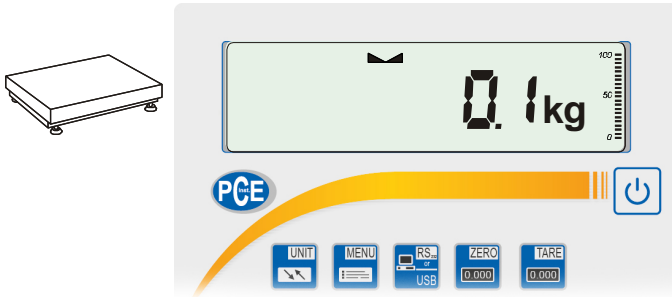 100
0.1kg
50
0
PCE
Inst.
UNIT
MENU
RS232
or
USB
ZERO
0.000
TARE
0.000